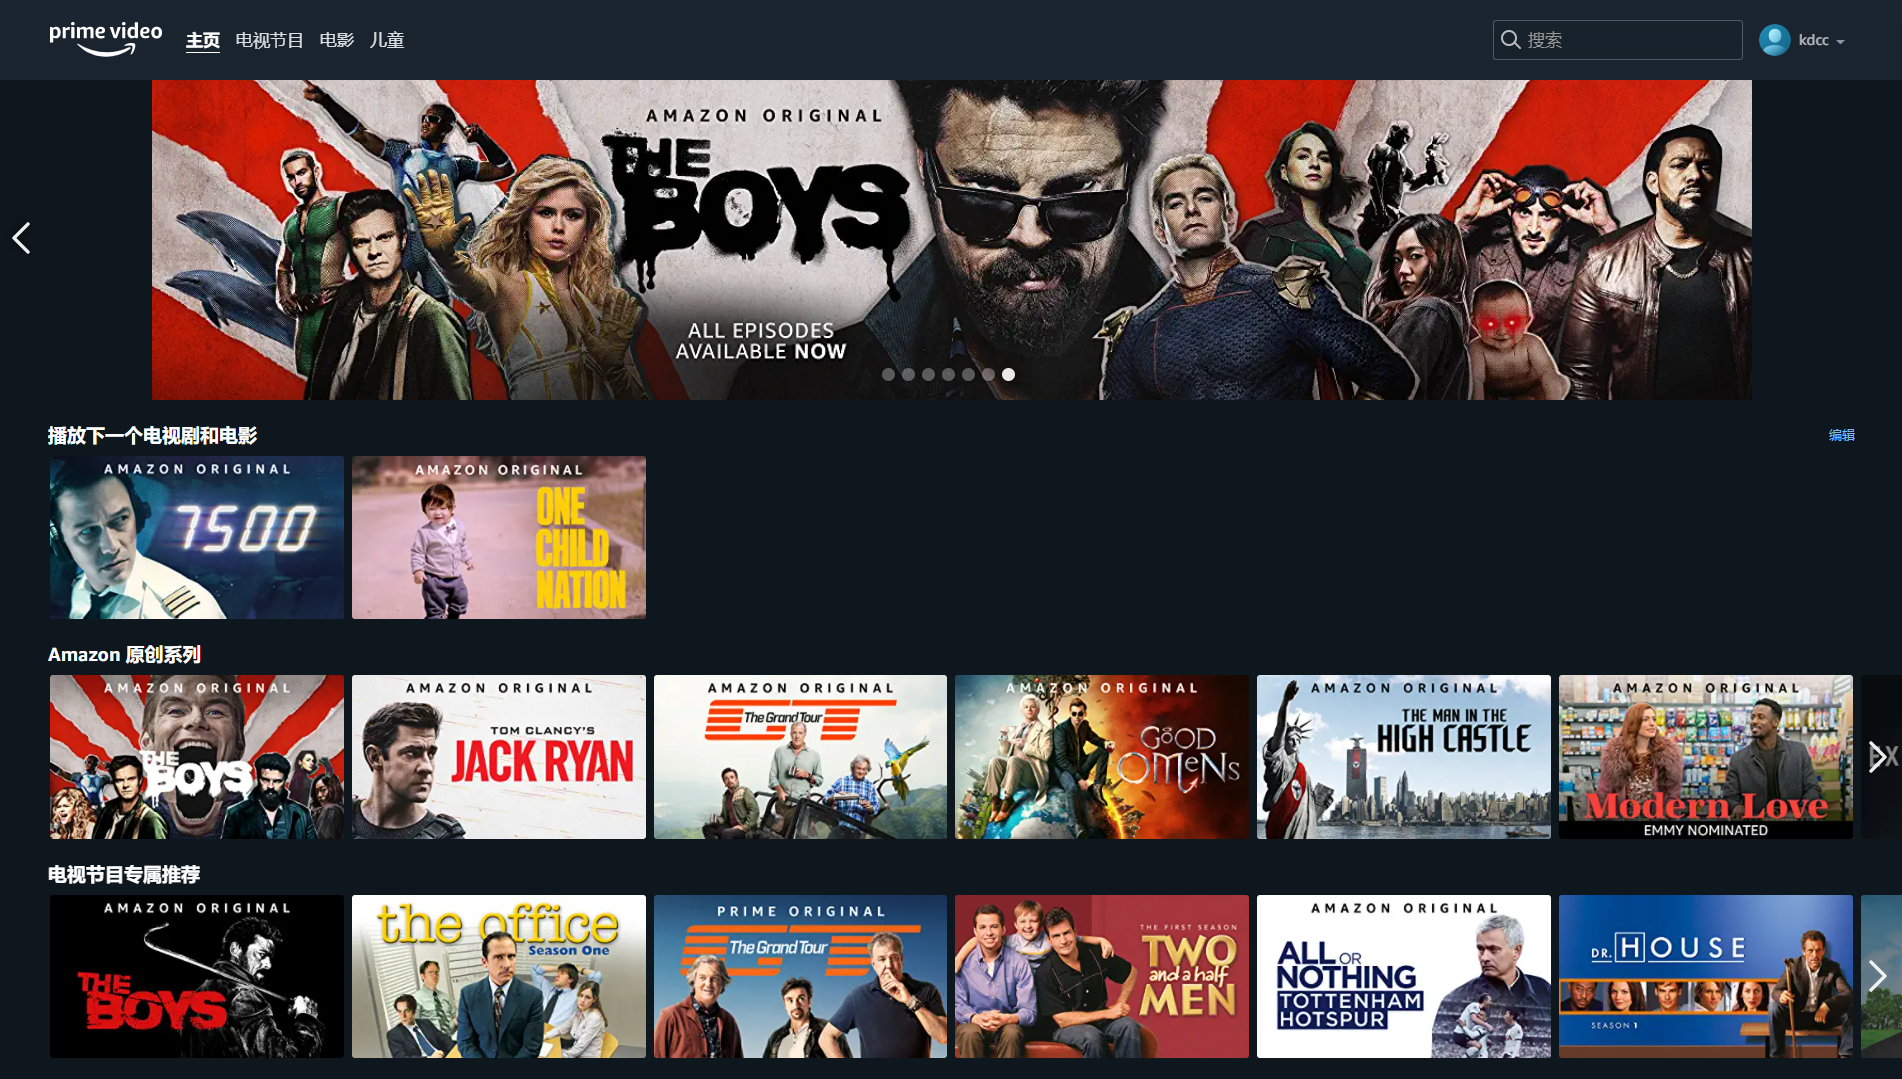 prime video
主页 电视节目 电影 儿童
搜索
kdcc
AMAZON ORIGINAL
THE
BOYS
ALL EPISODES
AVAILABLE NOW
播放下一个电视剧和电影
编辑
AMAZON ORIGINAL
7500
AMAZON ORIGINAL
ONE
CHILD
NATION
Amazon 原创系列
AMAZON ORIGINAL
THE
BOYS
AMAZON ORIGINAL
TOM CLANCY'S
JACK RYAN
AMAZON ORIGINAL
The Grand Tour
AMAZON ORIGINAL
GOOD
OMENS
AMAZON ORIGINAL
THE MAN IN THE
HIGH CASTLE
AMAZON ORIGINAL
Modern Love
EMMY NOMINATED
电视节目专属推荐
AMAZON ORIGINAL
THE
BOYS
the office
Season One
PRIME ORIGINAL
The Grand Tour
THE FIRST SEASON
TWO
and a half
MEN
AMAZON ORIGINAL
ALL OR
NOTHING
TOTTENHAM
HOTSPUR
DR. HOUSE
SEASON 1